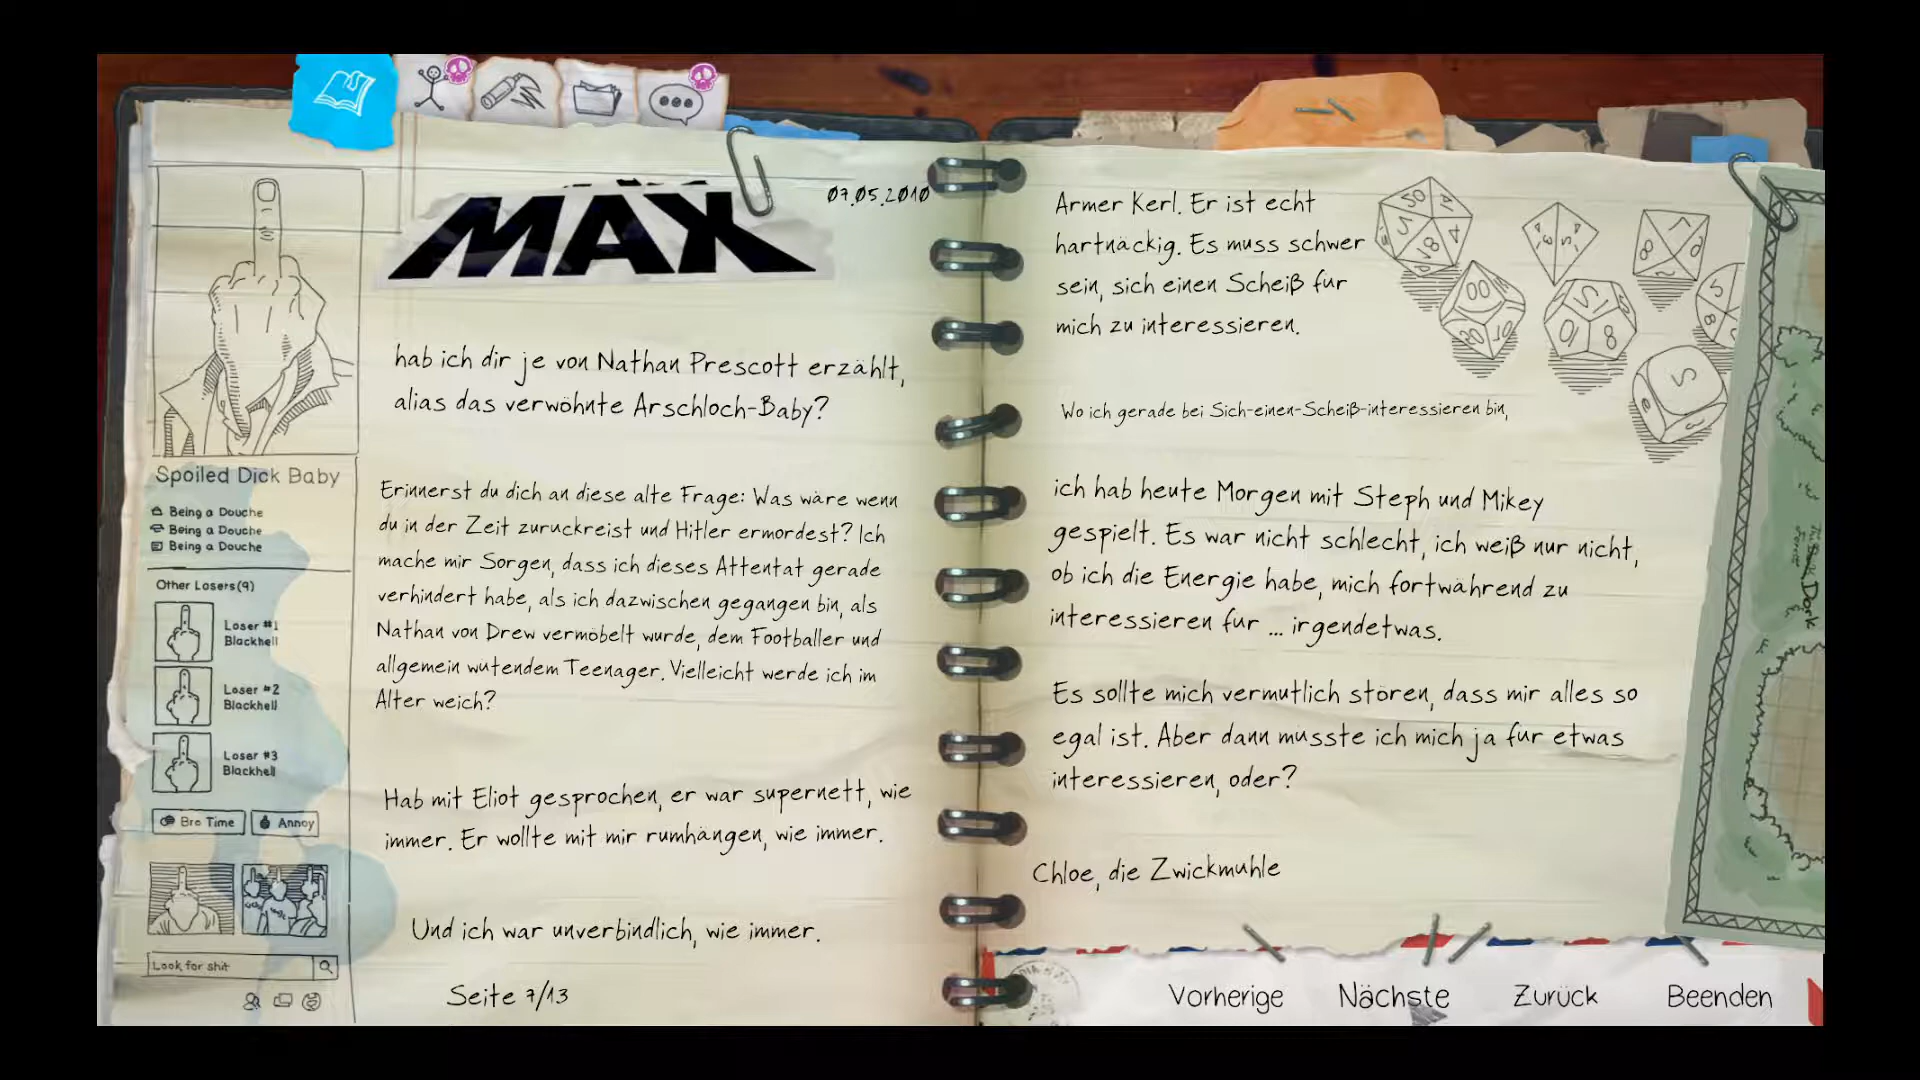 MAX
07.05.2010
hab ich dir je von Nathan Prescott erzählt,
alias das verwöhnte Arschloch-Baby?
Erinnerst du dich an diese alte Frage: Was wäre wenn
du in der Zeit zuruckreist und Hitler ermordest? Ich
mache mir Sorgen, dass ich dieses Attentat gerade
verhindert habe, als ich dazwischen gegangen bin, als
Nathan von Drew vermöbelt wurde, dem Footballer und
allgemein wutendem Teenager. Vielleicht werde ich im
Alter weich?
Hab mit Eliot gesprochen, er war supernett, wie
immer. Er wollte mit mir rumhängen, wie immer.
Und ich war unverbindlich, wie immer.
Seite 7/13
Spoiled Dick Baby
Being a Douche
Being a Douche
Being a Douche
Other Losers(9)
Loser #1
Blackhell
Loser #2
Blackhell
Loser #3
Blackhell
Bro Time
Annoy
Look for shit
Armer Kerl. Er ist echt
hartnäckig. Es muss schwer
sein, sich einen Scheiß fur
mich zu interessieren.
Wo ich gerade bei Sich-einen-Scheiß-interessieren bin,
ich hab heute Morgen mit Steph und Mikey
gespielt. Es war nicht schlecht, ich weiß nur nicht,
ob ich die Energie habe, mich fortwährend zu
interessieren fur ... irgendetwas.
Es sollte mich vermutlich stören, dass mir alles so
egal ist. Aber dann musste ich mich ja fur etwas
interessieren, oder?
Chloe, die Zwickmuhle
Vorherige
Nächste
Zurück
Beenden